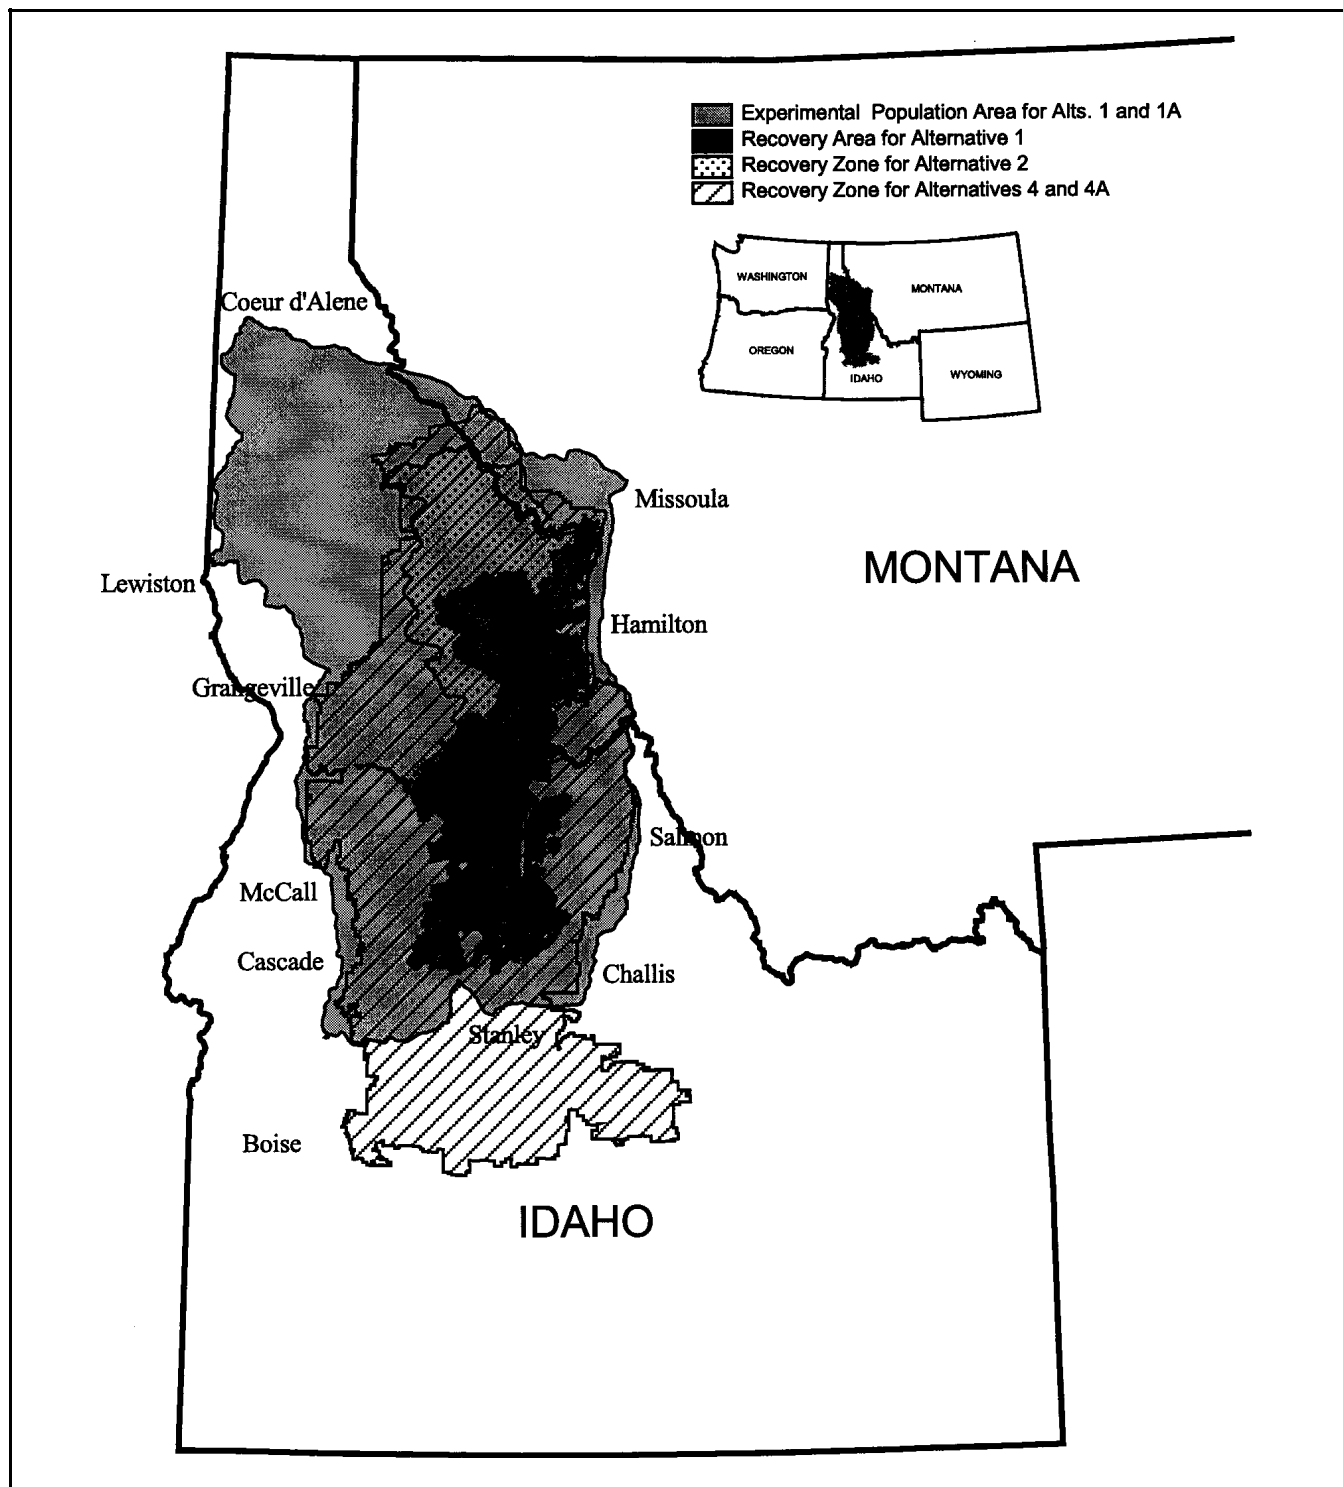 Experimental Population Area for Alts. 1 and 1A
Recovery Area for Alternative 1
Recovery Zone for Alternative 2
Recovery Zone for Alternatives 4 and 4A
WASHINGTON
MONTANA
OREGON
IDAHO
WYOMING
Coeur d'Alene
Missoula
MONTANA
Lewiston
Hamilton
Grangeville
Salmon
McCall
Cascade
Challis
Stanley
Boise
IDAHO